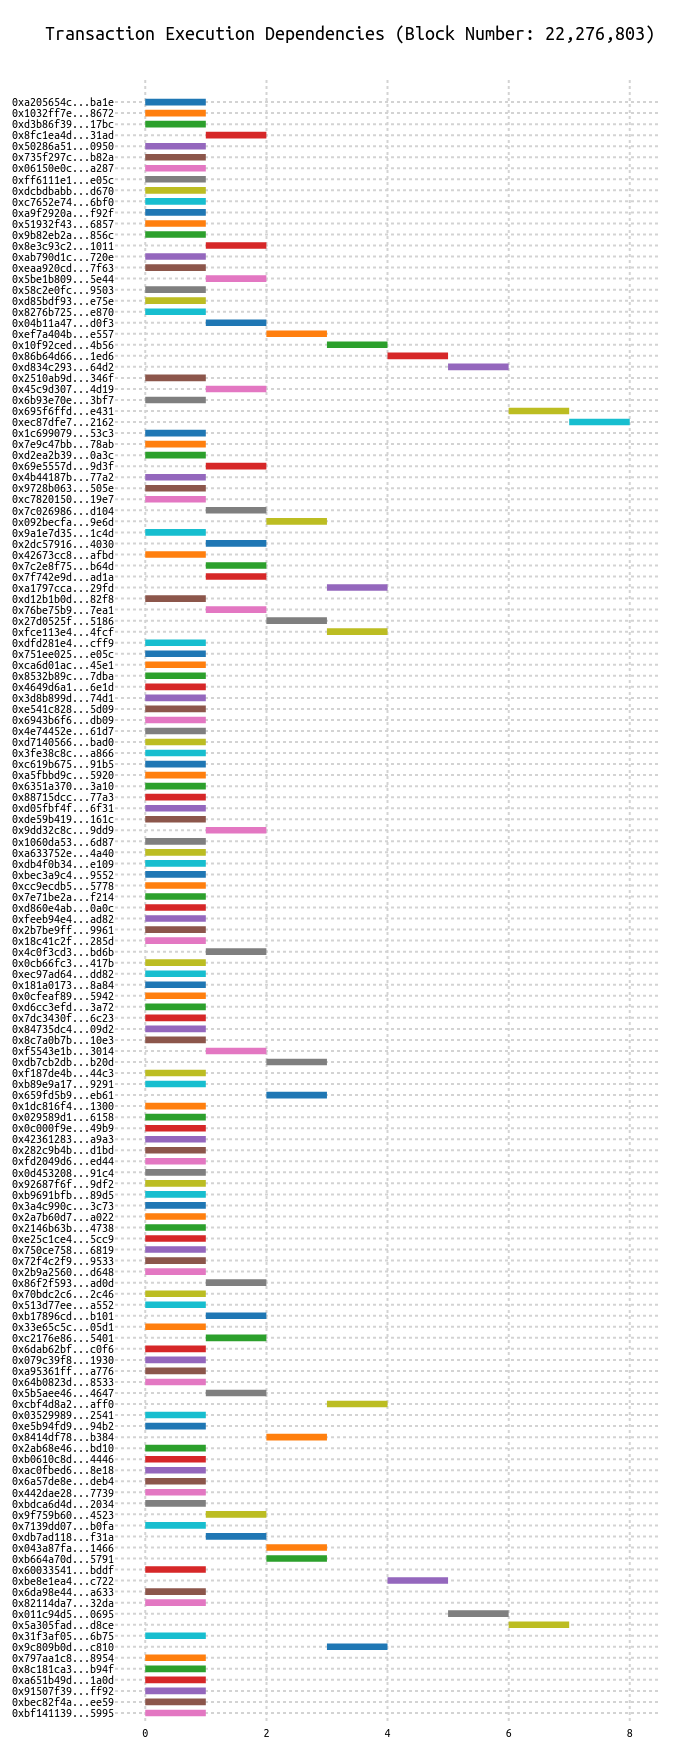 Transaction Execution Dependencies (Block Number: 22,276,803)
0xa205654c...ba1e
0x1032ff7e...8672
0xd3b86f39...17bc
0x8fc1ea4d...31ad
0x50286a51...0950
0x735f297c...b82a
0x06150e0c...a287
0xff6111e1...e05c
0xdcbdbabb...d670
0xc7652e74...6bf0
0xa9f2920a...f92f
0x51932f43...6857
0x9b82eb2a...856c
0x8e3c93c2...1011
0xab790d1c...720e
0xeaa920cd...7f63
0x5be1b809...5e44
0x58c2e0fc...9503
0xd85bdf93...e75e
0x8276b725...e870
0x04b11a47...d0f3
0xef7a404b...e557
0x10f92ced...4b56
0x86b64d66...1ed6
0xd834c293...64d2
0x2510ab9d...346f
0x45c9d307...4d19
0x6b93e70e...3bf7
0x695f6ffd...e431
0xec87dfe7...2162
0x1c699079...53c3
0x7e9c47bb...78ab
0xd2ea2b39...0a3c
0x69e5557d...9d3f
0x4b44187b...77a2
0x9728b063...505e
0xc7820150...19e7
0x7c026986...d104
0x092becfa...9e6d
0x9a1e7d35...1c4d
0x2dc57916...4030
0x42673cc8...afbd
0x7c2e8f75...b64d
0x7f742e9d...ad1a
0xa1797cca...29fd
0xd12b1b0d...82f8
0x76be75b9...7ea1
0x27d0525f...5186
0xfce113e4...4fcf
0xdfd281e4...cff9
0x751ee025...e05c
0xca6d01ac...45e1
0x8532b89c...7dba
0x4649d6a1...6e1d
0x3d8b899d...74d1
0xe541c828...5d09
0x6943b6f6...db09
0x4e74452e...61d7
0xd7140566...bad0
0x3fe38c8c...a866
0xc619b675...91b5
0xa5fbbd9c...5920
0x6351a370...3a10
0x88715dcc...77a3
0xd05fbf4f...6f31
0xde59b419...161c
0x9dd32c8c...9dd9
0x1060da53...6d87
0xa633752e...4a40
0xdb4f0b34...e109
0xbec3a9c4...9552
0xcc9ecdb5...5778
0x7e71be2a...f214
0xd860e4ab...0a0c
0xfeeb94e4...ad82
0x2b7be9ff...9961
0x18c41c2f...285d
0x4c0f3cd3...bd6b
0x0cb66fc3...417b
0xec97ad64...dd82
0x181a0173...8a84
0x0cfeaf89...5942
0xd6cc3efd...3a72
0x7dc3430f...6c23
0x84735dc4...09d2
0x8c7a0b7b...10e3
0xf5543e1b...3014
0xdb7cb2db...b20d
0xf187de4b...44c3
0xb89e9a17...9291
0x659fd5b9...eb61
0x1dc816f4...1300
0x029589d1...6158
0x0c000f9e...49b9
0x42361283...a9a3
0x282c9b4b...d1bd
0xfd2049d6...ed44
0x0d453208...91c4
0x92687f6f...9df2
0xb9691bfb...89d5
0x3a4c990c...3c73
0x2a7b60d7...a022
0x2146b63b...4738
0xe25c1ce4...5cc9
0x750ce758...6819
0x72f4c2f9...9533
0x2b9a2560...d648
0x86f2f593...ad0d
0x70bdc2c6...2c46
0x513d77ee...a552
0xb17896cd...b101
0x33e65c5c...05d1
0xc2176e86...5401
0x6dab62bf...c0f6
0x079c39f8...1930
0xa95361ff...a776
0x64b0823d...8533
0x5b5aee46...4647
0xcbf4d8a2...aff0
0x03529989...2541
0xe5b94fd9...94b2
0x8414df78...b384
0x2ab68e46...bd10
0xb0610c8d...4446
0xac0fbed6...8e18
0x6a57de8e...deb4
0x442dae28...7739
0xbdca6d4d...2034
0x9f759b60...4523
0x7139dd07...b0fa
0xdb7ad118...f31a
0x043a87fa...1466
0xb664a70d...5791
0x60033541...bddf
0xbe8e1ea4...c722
0x6da98e44...a633
0x82114da7...32da
0x011c94d5...0695
0x5a305fad...d8ce
0x31f3af05...6b75
0x9c809b0d...c810
0x797aa1c8...8954
0x8c181ca3...b94f
0xa651b49d...1a0d
0x91507f39...ff92
0xbec82f4a...ee59
0xbf141139...5995
0 2 4 6 8